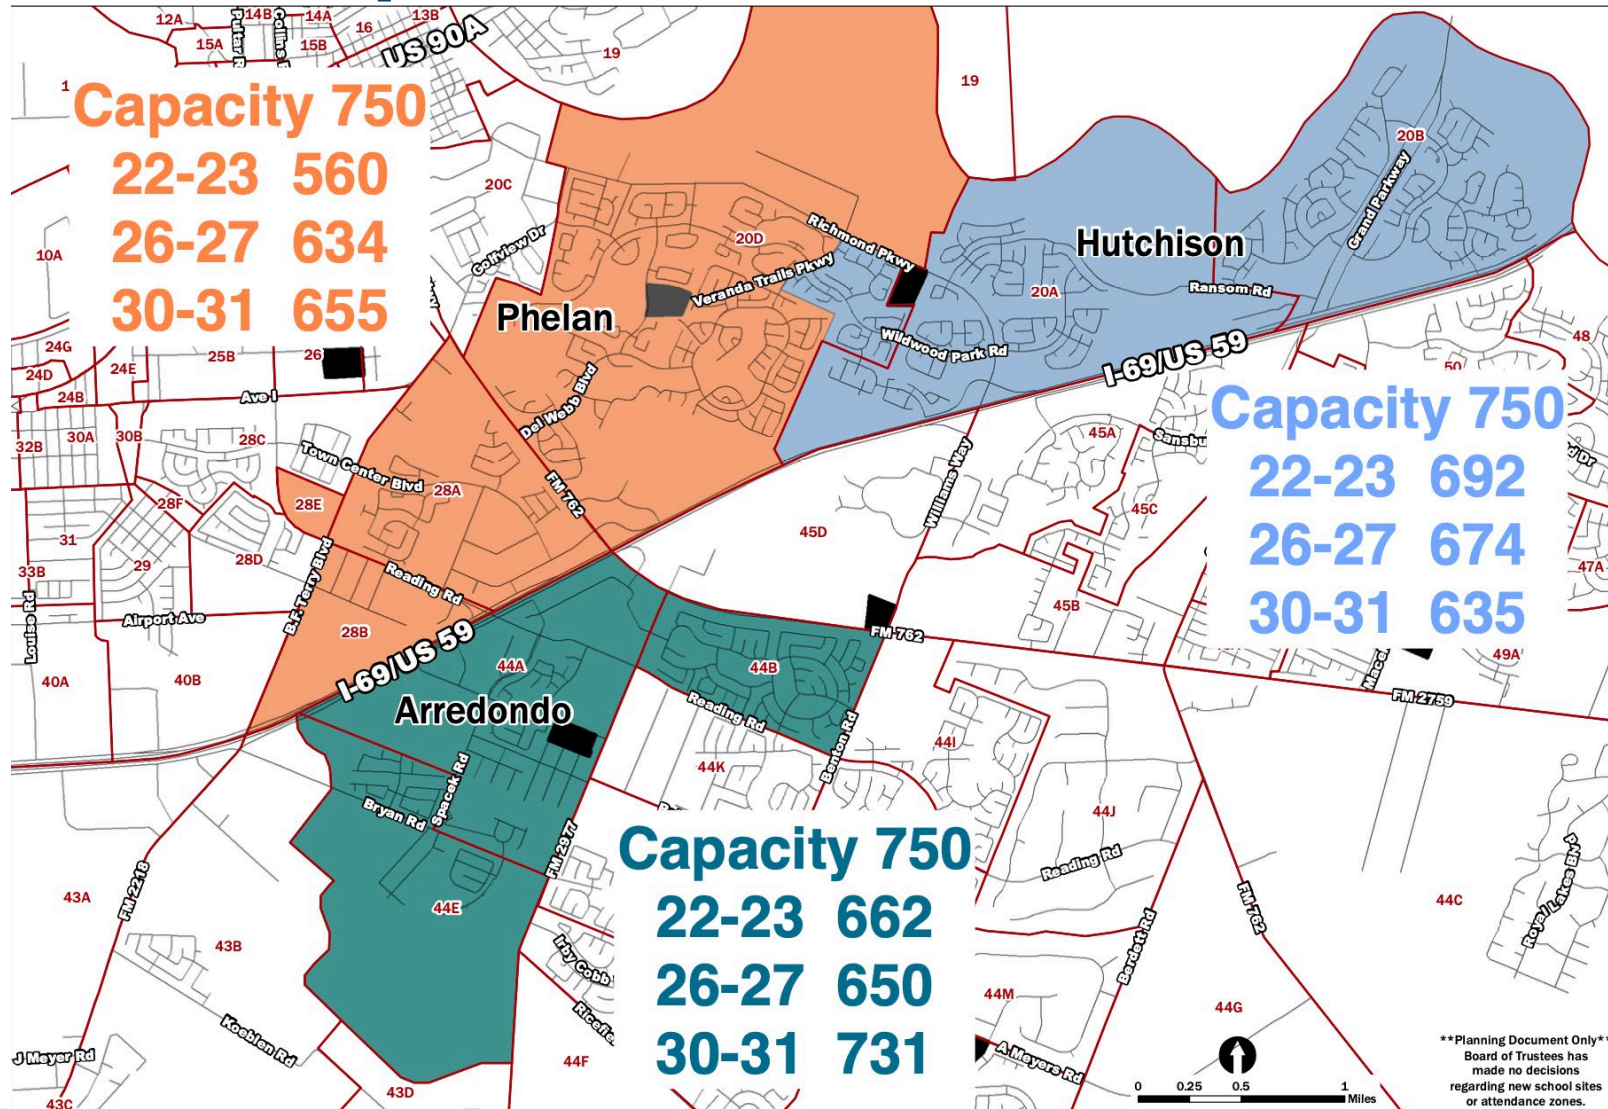 12A
14B
14A
13B
16
15A
15B
US 90A
19
19
Capacity 750
22-23 560
26-27 634
30-31 655
20C
Golfview Dr
10A
20D
Richmond Pkwy
Veranda Trails Pkwy
Phelan
Hutchison
20A
20B
Grand Parkway
Ransom Rd
Wildwood Park Rd
I-69/US 59
Del Webb Blvd
24G
24D
24E
24B
25B
26
Ave I
32B
30A
30B
28C
Town Center Blvd
28A
28E
28F
FM 762
28D
31
29
33B
Louise Rd
Airport Ave
B.F. Terry Blvd
Reading Rd
28B
40A
40B
I-69/US 59
45A
45D
45C
45B
Williams Way
48
50
47A
49A
Capacity 750
22-23 692
26-27 674
30-31 635
FM 762
FM 2759
44A
44B
Arredondo
Reading Rd
Benton Rd
44K
44I
44J
Reading Rd
Spacek Rd
Bryan Rd
FM 2977
44E
Capacity 750
22-23 662
26-27 650
30-31 731
43A
FM 2218
43B
Koeblen Rd
J Meyer Rd
43C
43D
44F
Irby Cobb
44M
A Meyers Rd
Berdett Rd
FM 762
44G
44C
Royal Lakes Blvd
0 0.25 0.5 1
Miles
**Planning Document Only**
Board of Trustees has
made no decisions
regarding new school sites
or attendance zones.